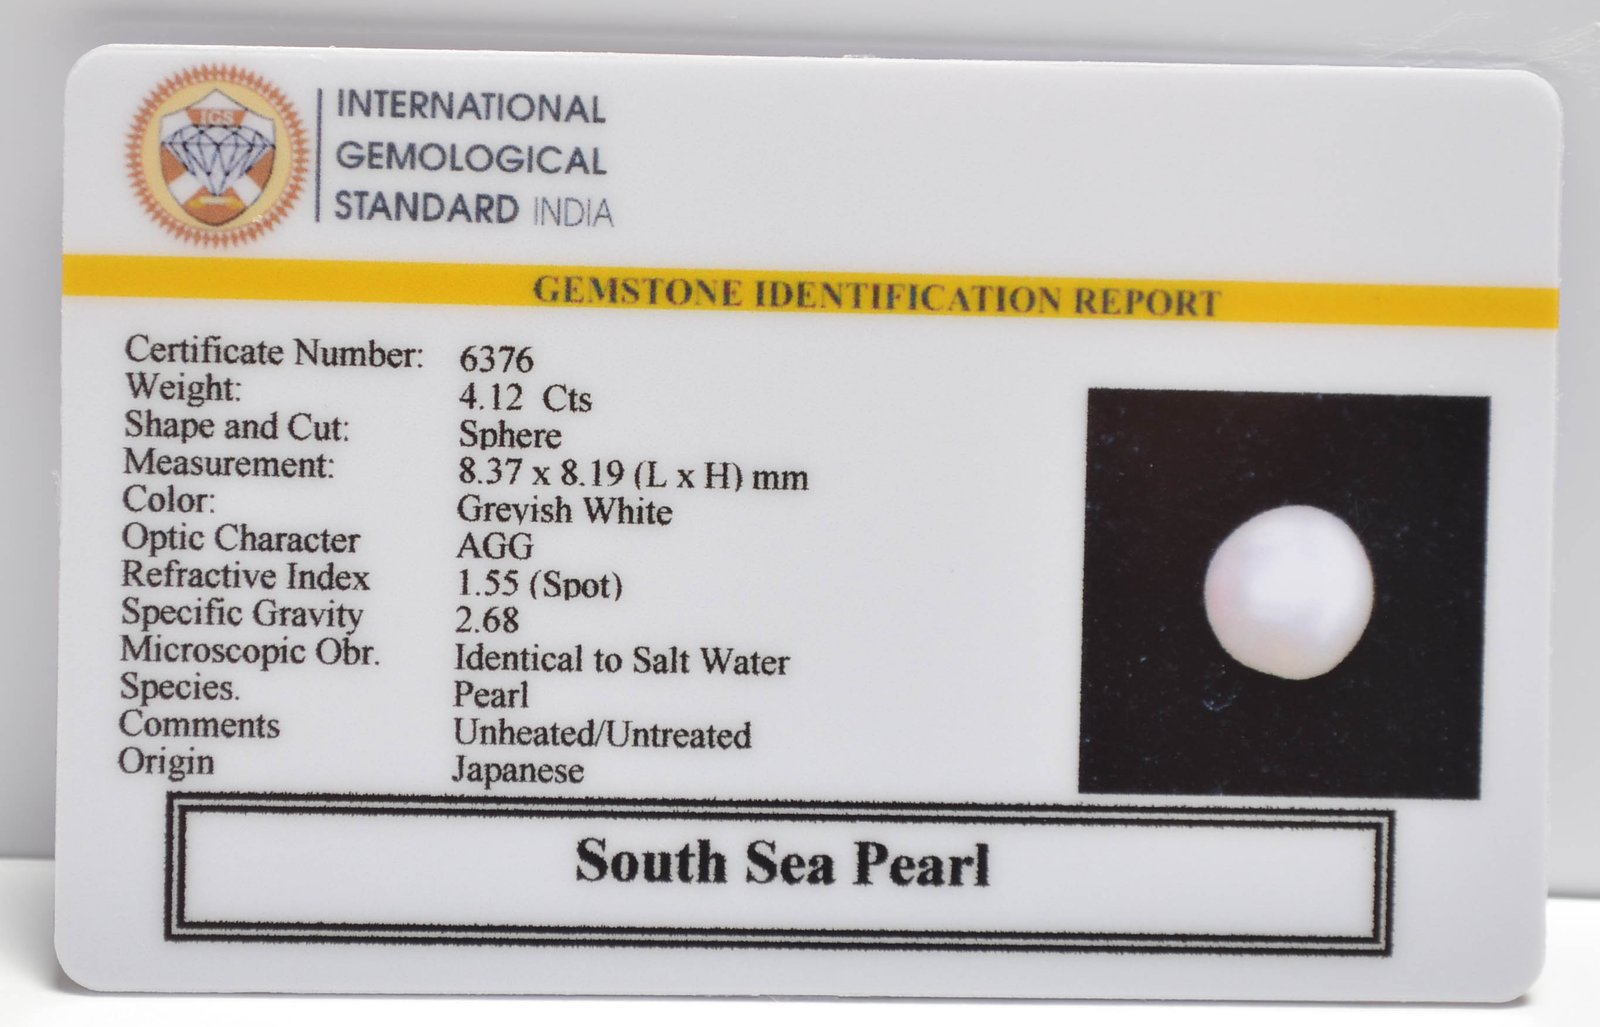 IGS
INTERNATIONAL
GEMOLOGICAL
STANDARD INDIA
GEMSTONE IDENTIFICATION REPORT
Certificate Number: 6376
Weight: 4.12 Cts
Shape and Cut: Sphere
Measurement: 8.37 x 8.19 (L x H) mm
Color: Greyish White
Optic Character AGG
Refractive Index 1.55 (Spot)
Specific Gravity 2.68
Microscopic Obr. Identical to Salt Water
Species. Pearl
Comments Unheated/Untreated
Origin Japanese
South Sea Pearl